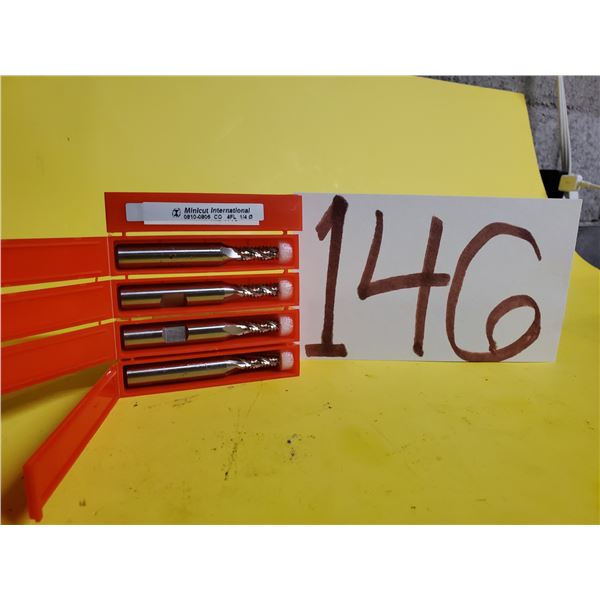 Minicut International
0810-0806 CO 4FL 1/4 Ø
146